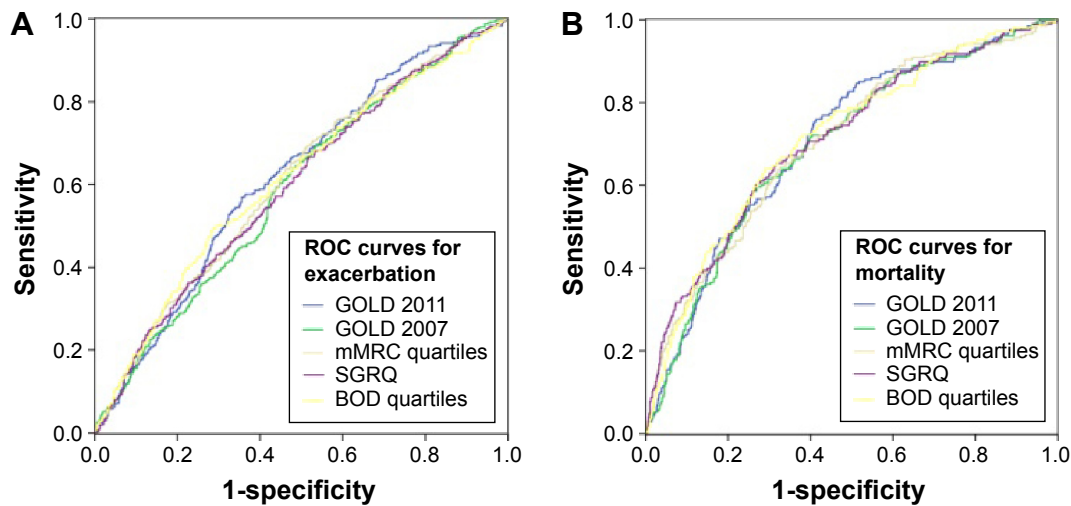 A
1.0
0.8
0.6
0.4
0.2
0.0
Sensitivity
0.0 0.2 0.4 0.6 0.8 1.0
1-specificity
ROC curves for
exacerbation
GOLD 2011
GOLD 2007
mMRC quartiles
SGRQ
BOD quartiles
B
1.0
0.8
0.6
0.4
0.2
0.0
Sensitivity
0.0 0.2 0.4 0.6 0.8 1.0
1-specificity
ROC curves for
mortality
GOLD 2011
GOLD 2007
mMRC quartiles
SGRQ
BOD quartiles